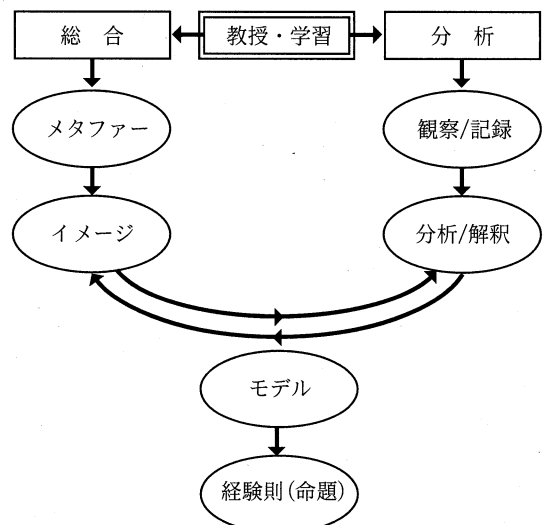 総 合
教授・学習
分 析
メタファー
観察/記録
イメージ
分析/解釈
モデル
経験則(命題)